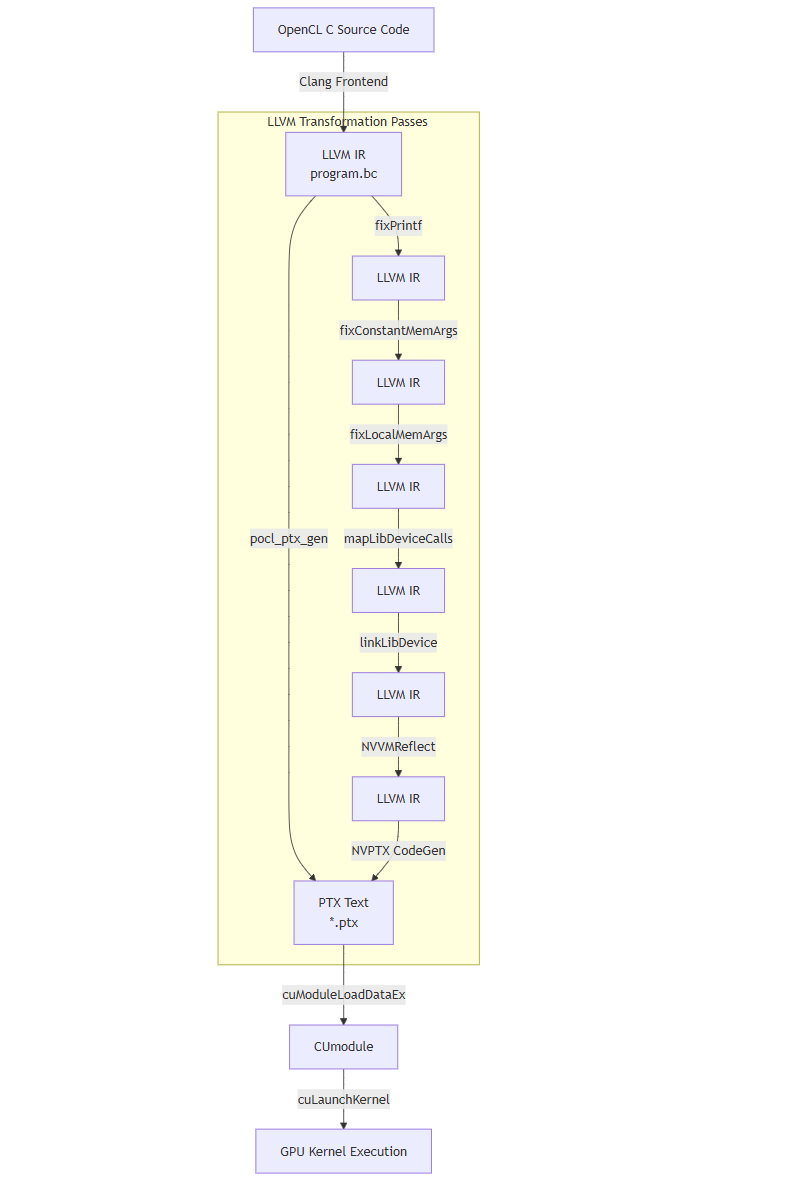 OpenCL C Source Code
Clang Frontend
LLVM Transformation Passes
LLVM IR
program.bc
fixPrintf
LLVM IR
fixConstantMemArgs
LLVM IR
fixLocalMemArgs
LLVM IR
pocl_ptx_gen
mapLibDeviceCalls
LLVM IR
linkLibDevice
LLVM IR
NVVMReflect
LLVM IR
NVPTX CodeGen
PTX Text
*.ptx
cuModuleLoadDataEx
CUmodule
cuLaunchKernel
GPU Kernel Execution